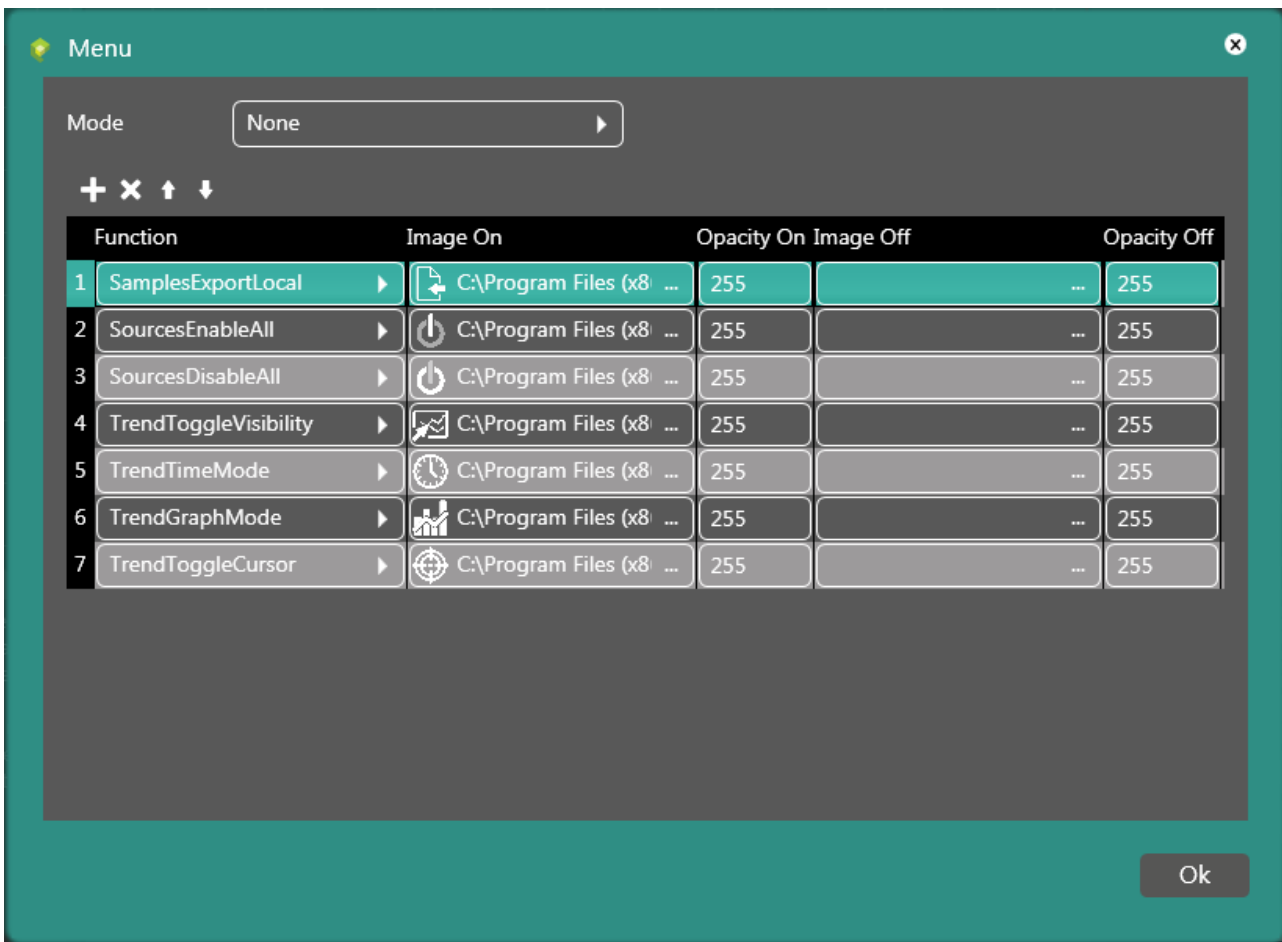 Menu
Mode None
Function Image On Opacity On Image Off Opacity Off
1 SamplesExportLocal C:\Program Files (x8 ... 255 ... 255
2 SourcesEnableAll C:\Program Files (x8 ... 255 ... 255
3 SourcesDisableAll C:\Program Files (x8 ... 255 ... 255
4 TrendToggleVisibility C:\Program Files (x8 ... 255 ... 255
5 TrendTimeMode C:\Program Files (x8 ... 255 ... 255
6 TrendGraphMode C:\Program Files (x8 ... 255 ... 255
7 TrendToggleCursor C:\Program Files (x8 ... 255 ... 255
Ok